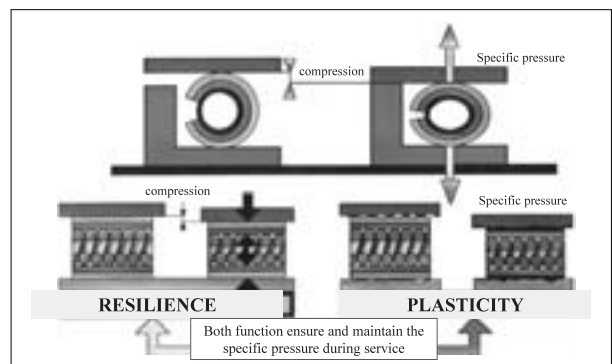 Specific pressure
compression
compression
Specific pressure
RESILIENCE
PLASTICITY
Both function ensure and maintain the
specific pressure during service